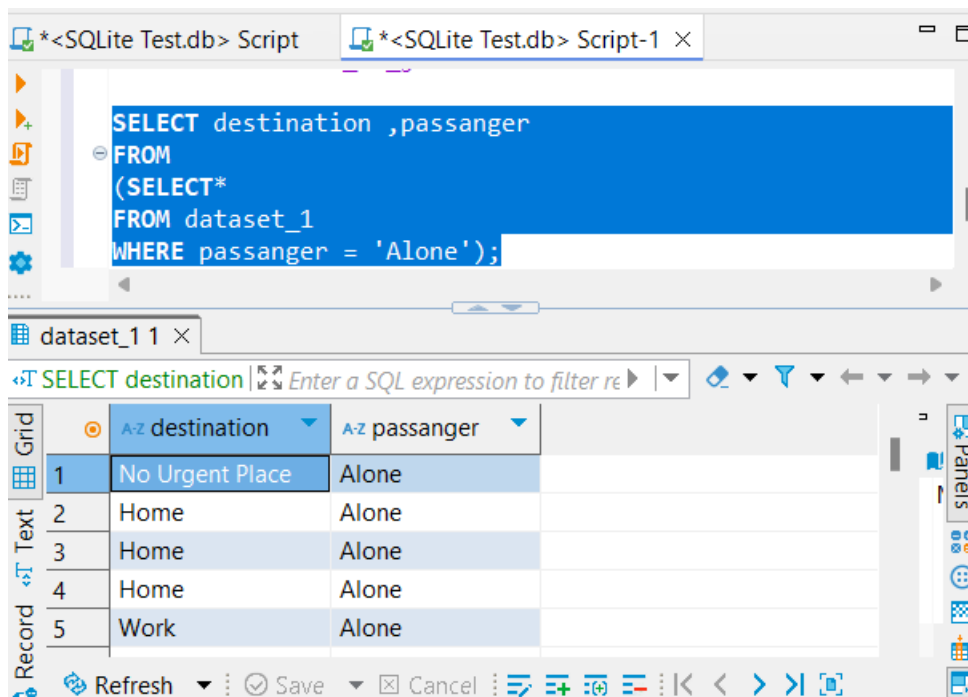 *<SQLite Test.db> Script
*<SQLite Test.db> Script-1
SELECT destination ,passanger
FROM
(SELECT*
FROM dataset_1
WHERE passanger = 'Alone');
dataset_1 1
SELECT destination
Enter a SQL expression to filter re
Grid
Text
Record
A-Z destination
A-Z passanger
1 No Urgent Place Alone
2 Home Alone
3 Home Alone
4 Home Alone
5 Work Alone
Panels
Refresh Save Cancel